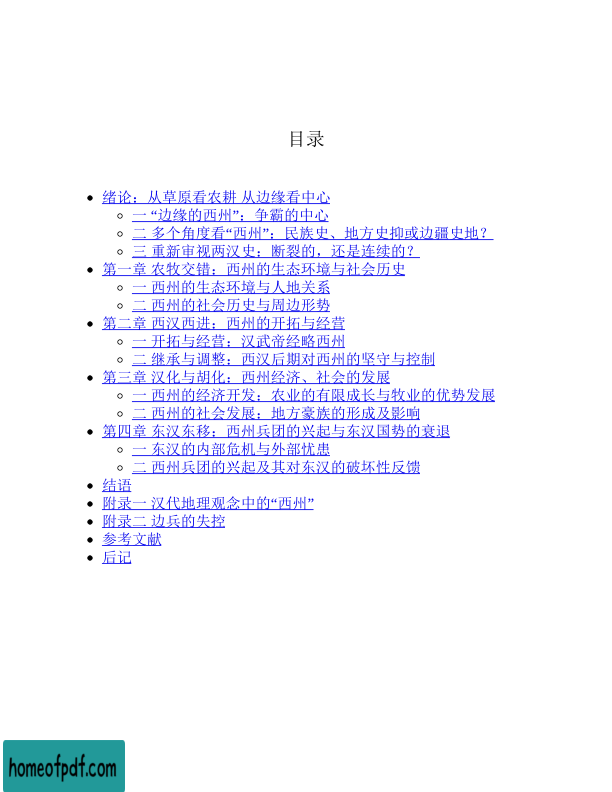 目录
绪论：从草原看农耕 从边缘看中心
一 “边缘的西州”：争霸的中心
二 多个角度看“西州”：民族史、地方史抑或边疆史地？
三 重新审视两汉史：断裂的，还是连续的？
第一章 农牧交错：西州的生态环境与社会历史
一 西州的生态环境与人地关系
二 西州的社会历史与周边形势
第二章 西汉西进：西州的开拓与经营
一 开拓与经营：汉武帝经略西州
二 继承与调整：西汉后期对西州的坚守与控制
第三章 汉化与胡化：西州经济、社会的发展
一 西州的经济开发：农业的有限成长与牧业的优势发展
二 西州的社会发展：地方豪族的形成及影响
第四章 东汉东移：西州兵团的兴起与东汉国势的衰退
一 东汉的内部危机与外部忧患
二 西州兵团的兴起及其对东汉的破坏性反馈
结语
附录一 汉代地理观念中的“西州”
附录二 边兵的失控
参考文献
后记
homeofpdf.com